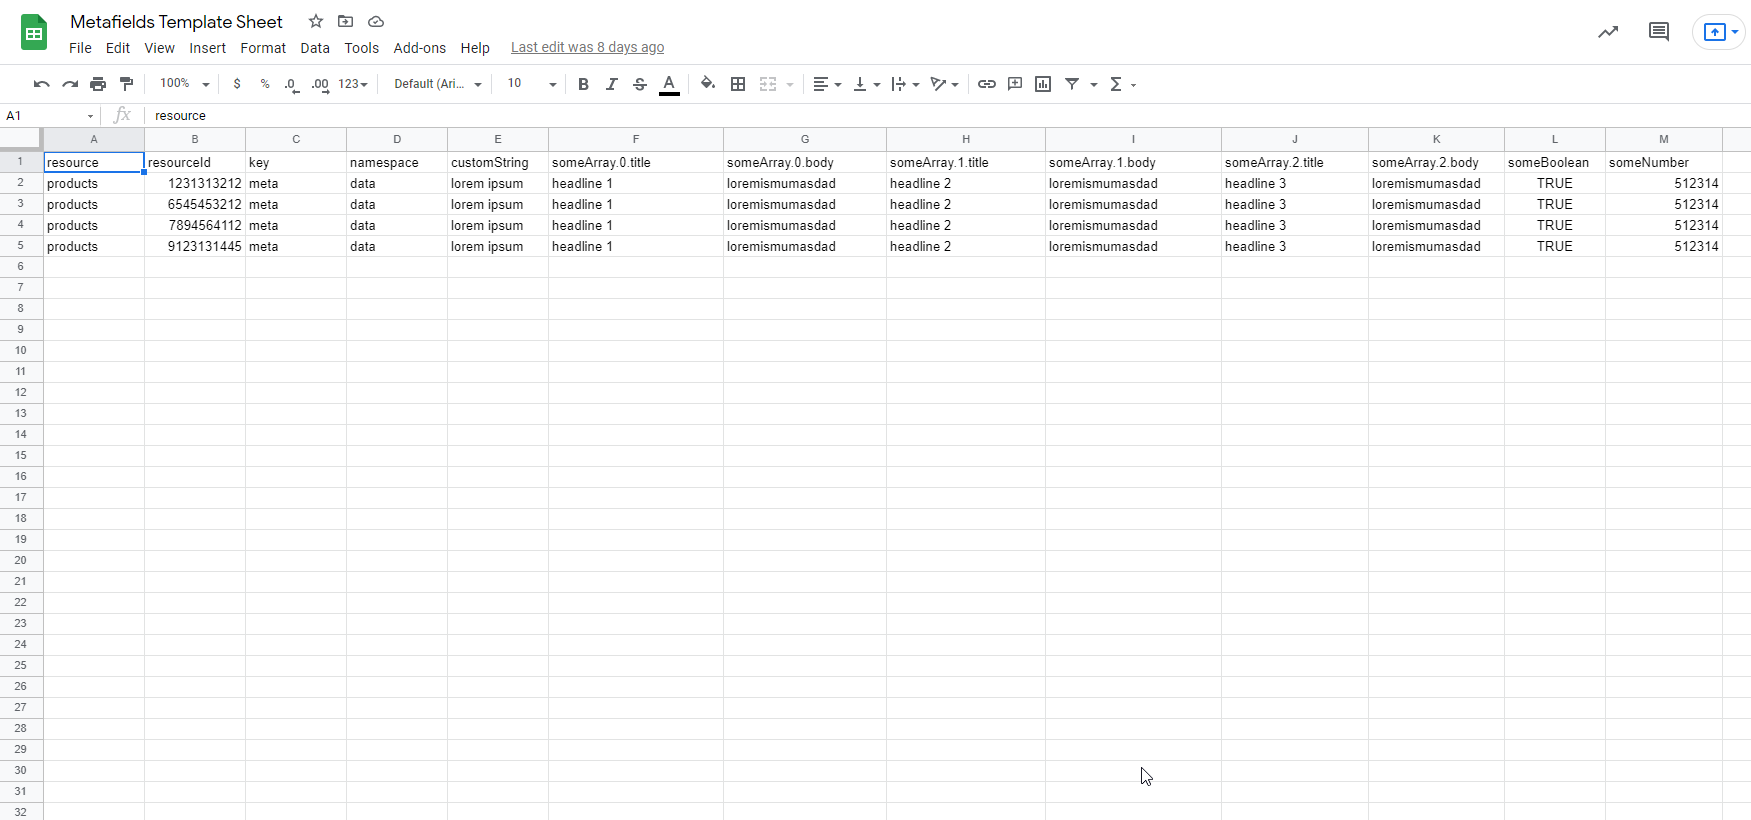 Metafields Template Sheet
File Edit View Insert Format Data Tools Add-ons Help Last edit was 8 days ago
100% $ % .0 .00 123 Default (Ari... 10 B I S A
A1 fx resource
A B C D E F G H I J K L M
1 resource resourceId key namespace customString someArray.0.title someArray.0.body someArray.1.title someArray.1.body someArray.2.title someArray.2.body someBoolean someNumber
2 products 1231313212 meta data lorem ipsum headline 1 loremismumasdad headline 2 loremismumasdad headline 3 loremismumasdad TRUE 512314
3 products 6545453212 meta data lorem ipsum headline 1 loremismumasdad headline 2 loremismumasdad headline 3 loremismumasdad TRUE 512314
4 products 7894564112 meta data lorem ipsum headline 1 loremismumasdad headline 2 loremismumasdad headline 3 loremismumasdad TRUE 512314
5 products 9123131445 meta data lorem ipsum headline 1 loremismumasdad headline 2 loremismumasdad headline 3 loremismumasdad TRUE 512314
6
7
8
9
10
11
12
13
14
15
16
17
18
19
20
21
22
23
24
25
26
27
28
29
30
31
32